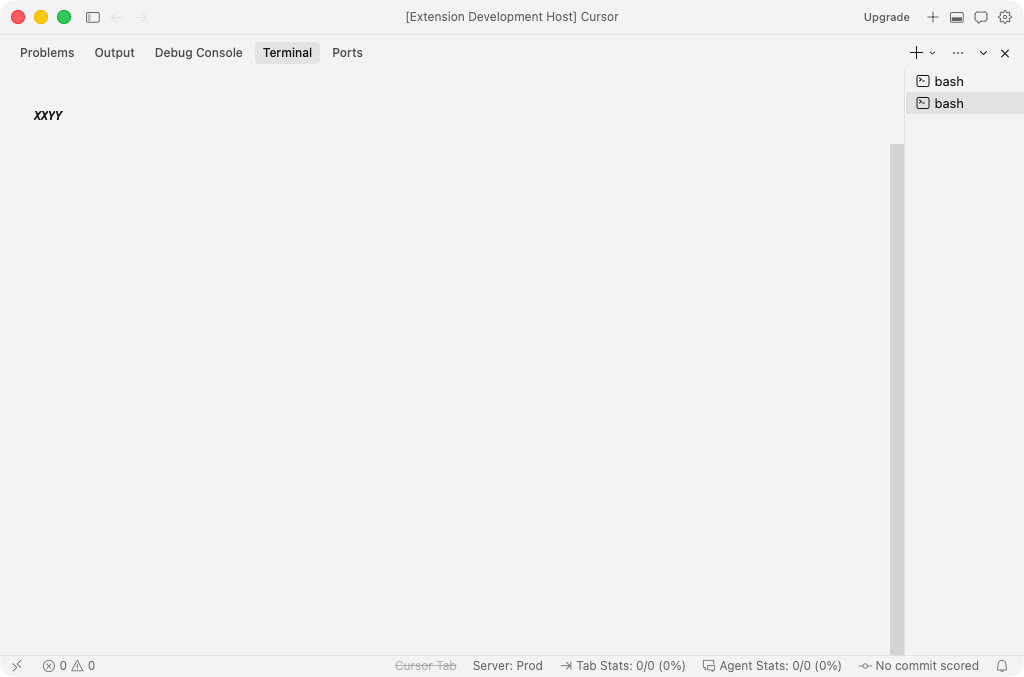 [Extension Development Host] Cursor
Upgrade
Problems Output Debug Console Terminal Ports
bash
bash
XXYY
0 0
Cursor Tab Server: Prod Tab Stats: 0/0 (0%) Agent Stats: 0/0 (0%) No commit scored